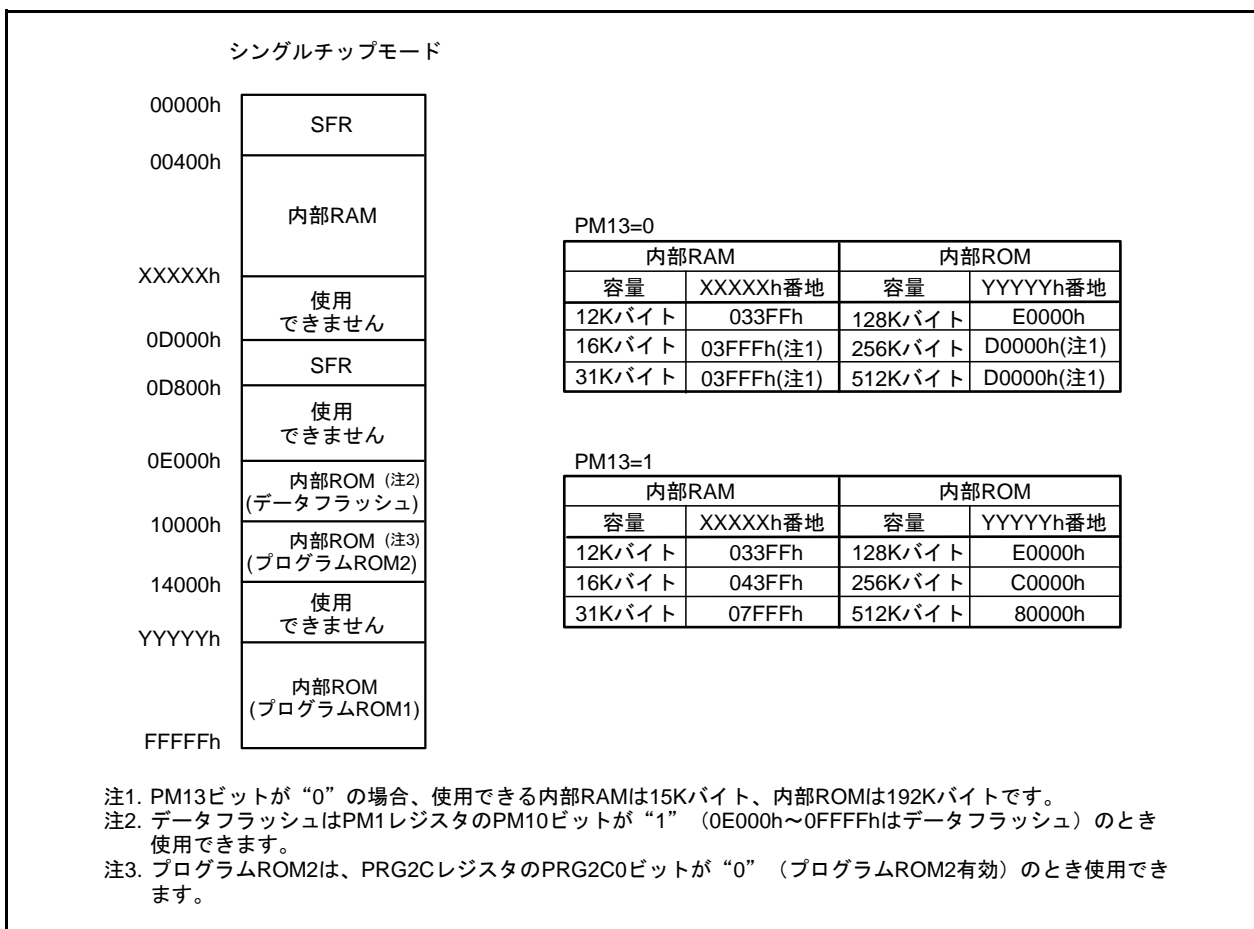 シングルチップモード
00000h
SFR
00400h
内部RAM
XXXXXh
使用
できません
0D000h
SFR
0D800h
使用
できません
0E000h
内部ROM (注2)
(データフラッシュ)
10000h
内部ROM (注3)
(プログラムROM2)
14000h
使用
できません
YYYYYh
内部ROM
(プログラムROM1)
FFFFFh
PM13=0
内部RAM 内部ROM
容量 XXXXXh番地 容量 YYYYYh番地
12Kバイト 033FFh 128Kバイト E0000h
16Kバイト 03FFFh(注1) 256Kバイト D0000h(注1)
31Kバイト 03FFFh(注1) 512Kバイト D0000h(注1)
PM13=1
内部RAM 内部ROM
容量 XXXXXh番地 容量 YYYYYh番地
12Kバイト 033FFh 128Kバイト E0000h
16Kバイト 043FFh 256Kバイト C0000h
31Kバイト 07FFFh 512Kバイト 80000h
注1. PM13ビットが“0”の場合、使用できる内部RAMは15Kバイト、内部ROMは192Kバイトです。
注2. データフラッシュはPM1レジスタのPM10ビットが“1”（0E000h～0FFFFhはデータフラッシュ）のとき
使用できます。
注3. プログラムROM2は、PRG2CレジスタのPRG2C0ビットが“0”（プログラムROM2有効）のとき使用でき
ます。